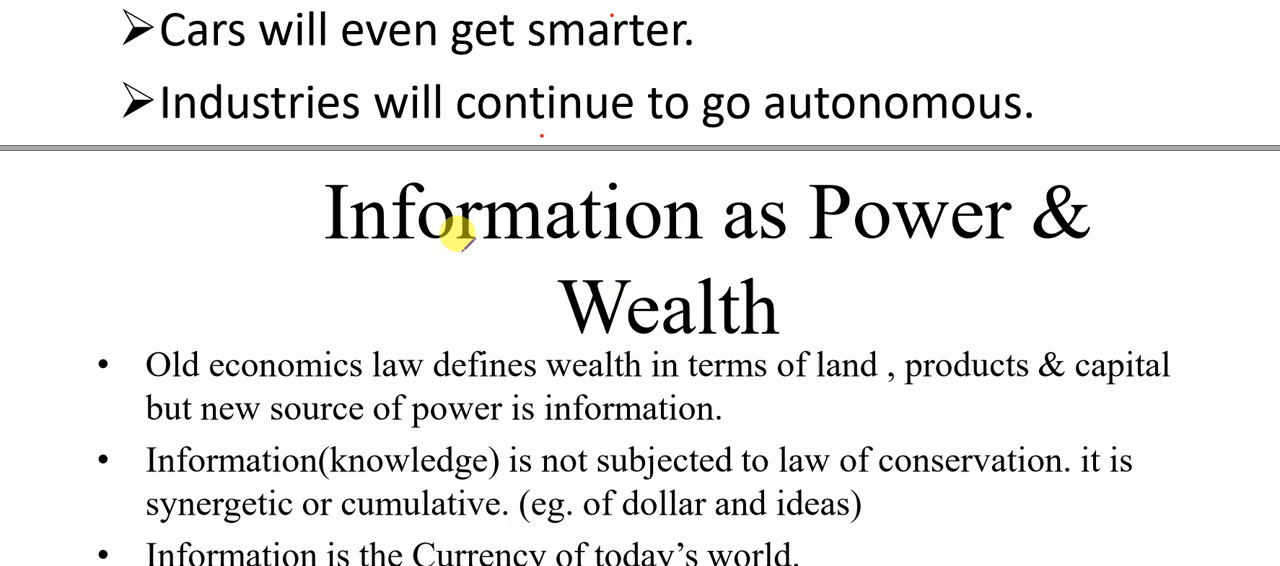 ➢Cars will even get smarter.
➢Industries will continue to go autonomous.
Information as Power &
Wealth
• Old economics law defines wealth in terms of land , products & capital
but new source of power is information.
• Information(knowledge) is not subjected to law of conservation. it is
synergetic or cumulative. (eg. of dollar and ideas)
• Information is the Currency of today’s world.